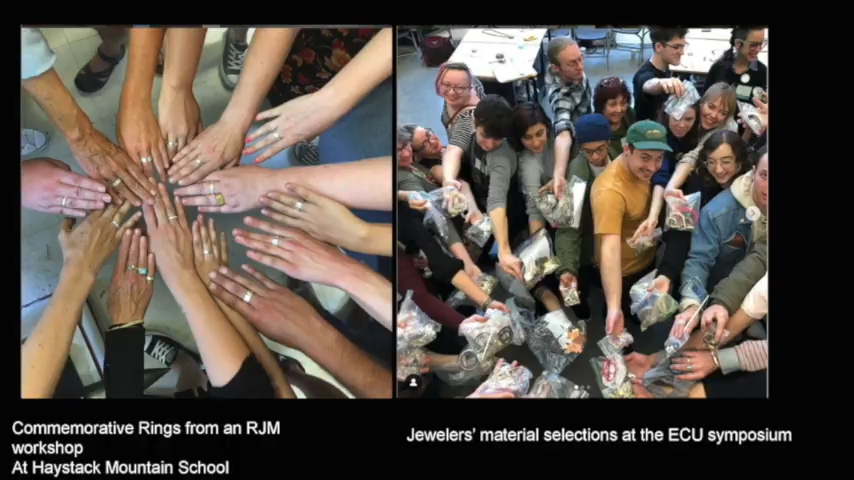 Commemorative Rings from an RJM
workshop
At Haystack Mountain School
Jewelers' material selections at the ECU symposium